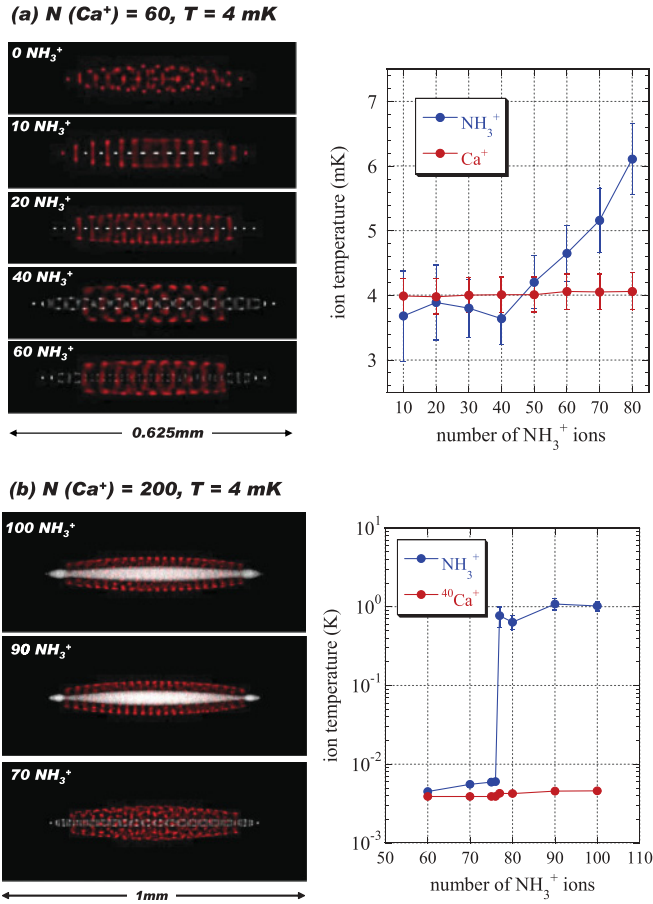 (a) N (Ca⁺) = 60, T = 4 mK
0 NH₃⁺
10 NH₃⁺
20 NH₃⁺
40 NH₃⁺
60 NH₃⁺
0.625mm
7
6
5
4
3
ion temperature (mK)
NH₃⁺
Ca⁺
10 20 30 40 50 60 70 80
number of NH₃⁺ ions
(b) N (Ca⁺) = 200, T = 4 mK
100 NH₃⁺
90 NH₃⁺
70 NH₃⁺
1mm
10¹
10⁰
10⁻¹
10⁻²
10⁻³
ion temperature (K)
NH₃⁺
⁴⁰Ca⁺
50 60 70 80 90 100 110
number of NH₃⁺ ions